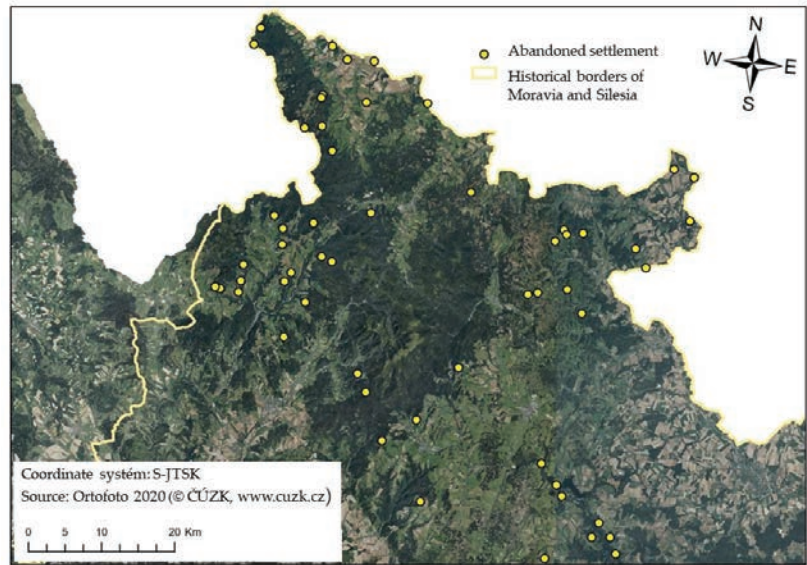 N
W E
S
Abandoned settlement
Historical borders of
Moravia and Silesia
Coordinate systém: S-JTSK
Source: Ortofoto 2020 (© ČÚZK, www.cuzk.cz)
0 5 10 20 Km